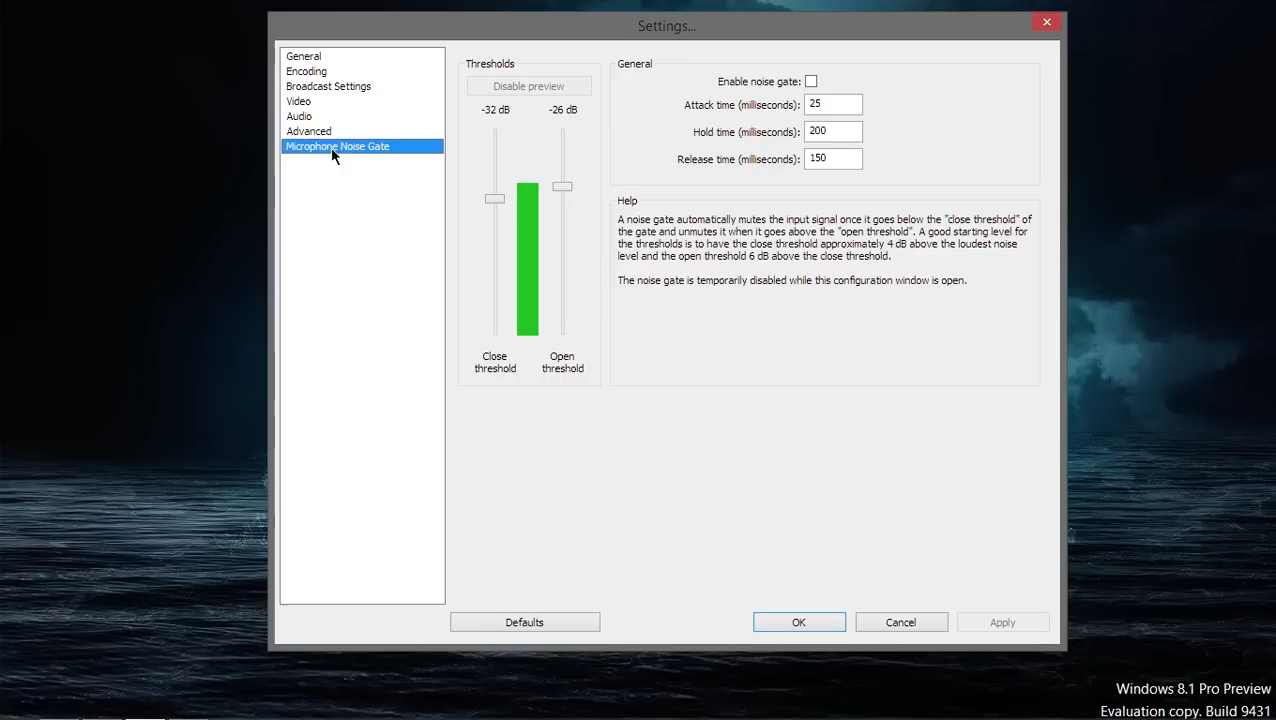 Settings...
General
Encoding
Broadcast Settings
Video
Audio
Advanced
Microphone Noise Gate
Thresholds
Disable preview
-32 dB
-26 dB
Close
threshold
Open
threshold
General
Enable noise gate:
Attack time (milliseconds): 25
Hold time (milliseconds): 200
Release time (milliseconds): 150
Help
A noise gate automatically mutes the input signal once it goes below the "close threshold" of
the gate and unmutes it when it goes above the "open threshold". A good starting level for
the thresholds is to have the close threshold approximately 4 dB above the loudest noise
level and the open threshold 6 dB above the close threshold.
The noise gate is temporarily disabled while this configuration window is open.
Defaults
OK
Cancel
Apply
Windows 8.1 Pro Preview
Evaluation copy. Build 9431